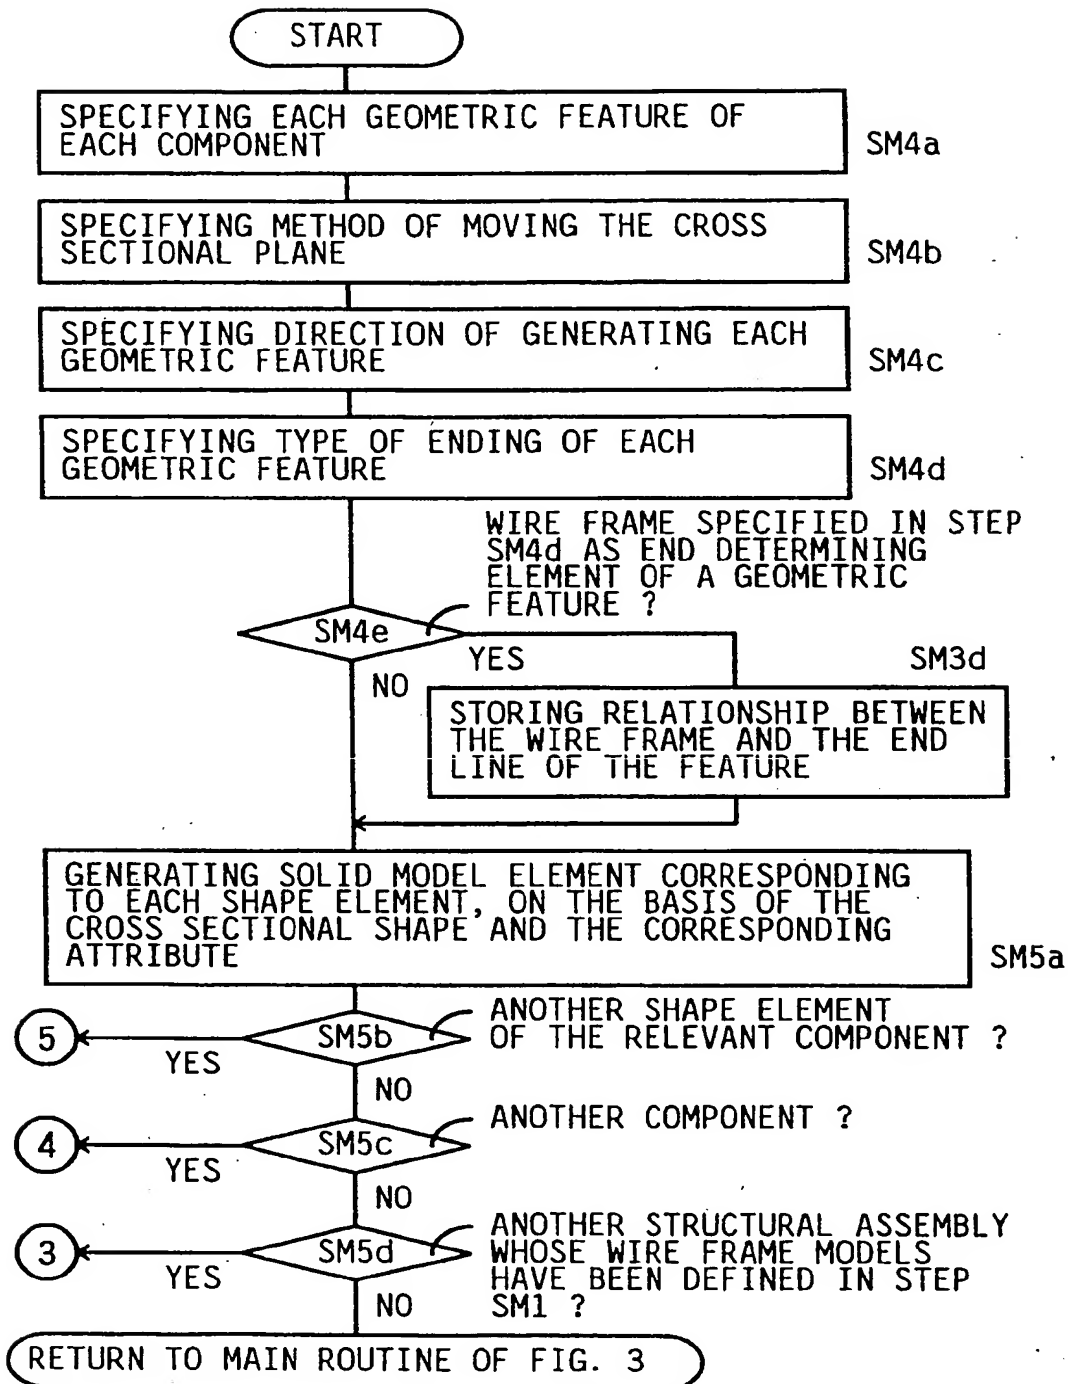 START
SPECIFYING EACH GEOMETRIC FEATURE OF
EACH COMPONENT
SM4a
SPECIFYING METHOD OF MOVING THE CROSS
SECTIONAL PLANE
SM4b
SPECIFYING DIRECTION OF GENERATING EACH
GEOMETRIC FEATURE
SM4c
SPECIFYING TYPE OF ENDING OF EACH
GEOMETRIC FEATURE
SM4d
WIRE FRAME SPECIFIED IN STEP
SM4d AS END DETERMINING
ELEMENT OF A GEOMETRIC
FEATURE ?
SM4e
YES
NO
SM3d
STORING RELATIONSHIP BETWEEN
THE WIRE FRAME AND THE END
LINE OF THE FEATURE
GENERATING SOLID MODEL ELEMENT CORRESPONDING
TO EACH SHAPE ELEMENT, ON THE BASIS OF THE
CROSS SECTIONAL SHAPE AND THE CORRESPONDING
ATTRIBUTE
SM5a
ANOTHER SHAPE ELEMENT
OF THE RELEVANT COMPONENT ?
5
SM5b
YES
NO
ANOTHER COMPONENT ?
4
SM5c
YES
NO
ANOTHER STRUCTURAL ASSEMBLY
WHOSE WIRE FRAME MODELS
HAVE BEEN DEFINED IN STEP
SM1 ?
3
SM5d
YES
NO
RETURN TO MAIN ROUTINE OF FIG. 3